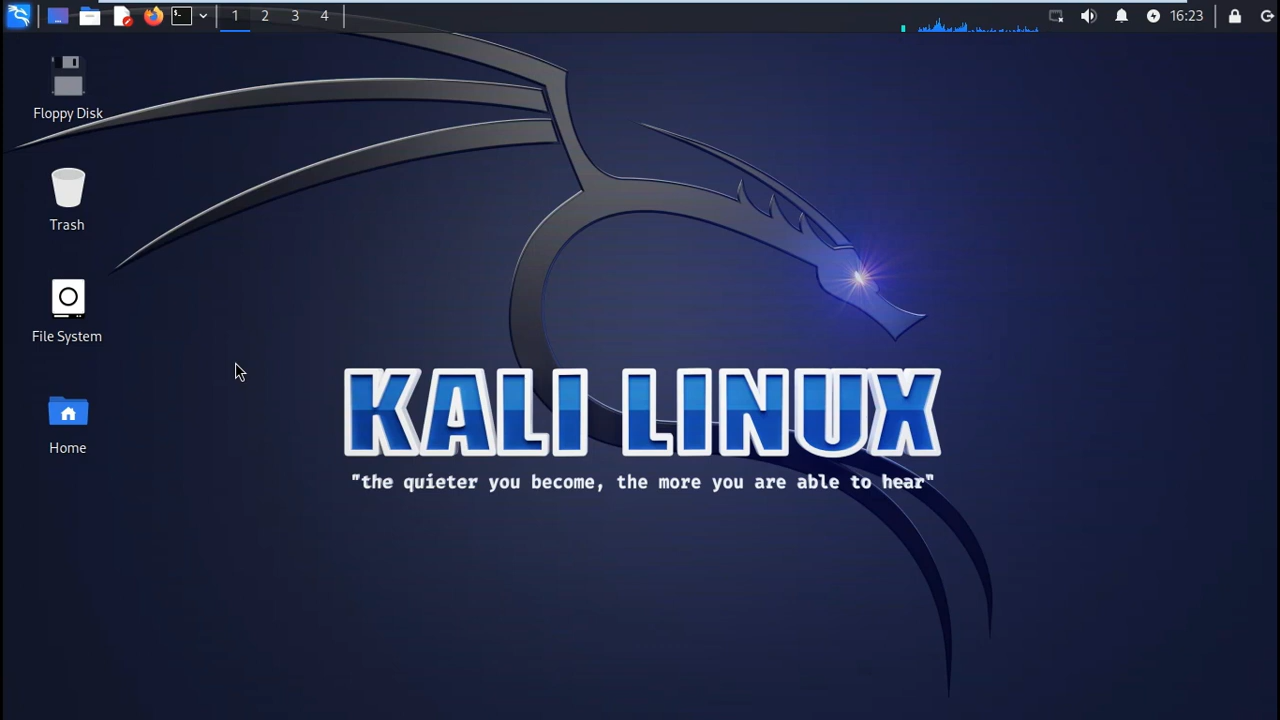 1 2 3 4 16:23
Floppy Disk
Trash
File System
Home
KALI LINUX
"the quieter you become, the more you are able to hear"